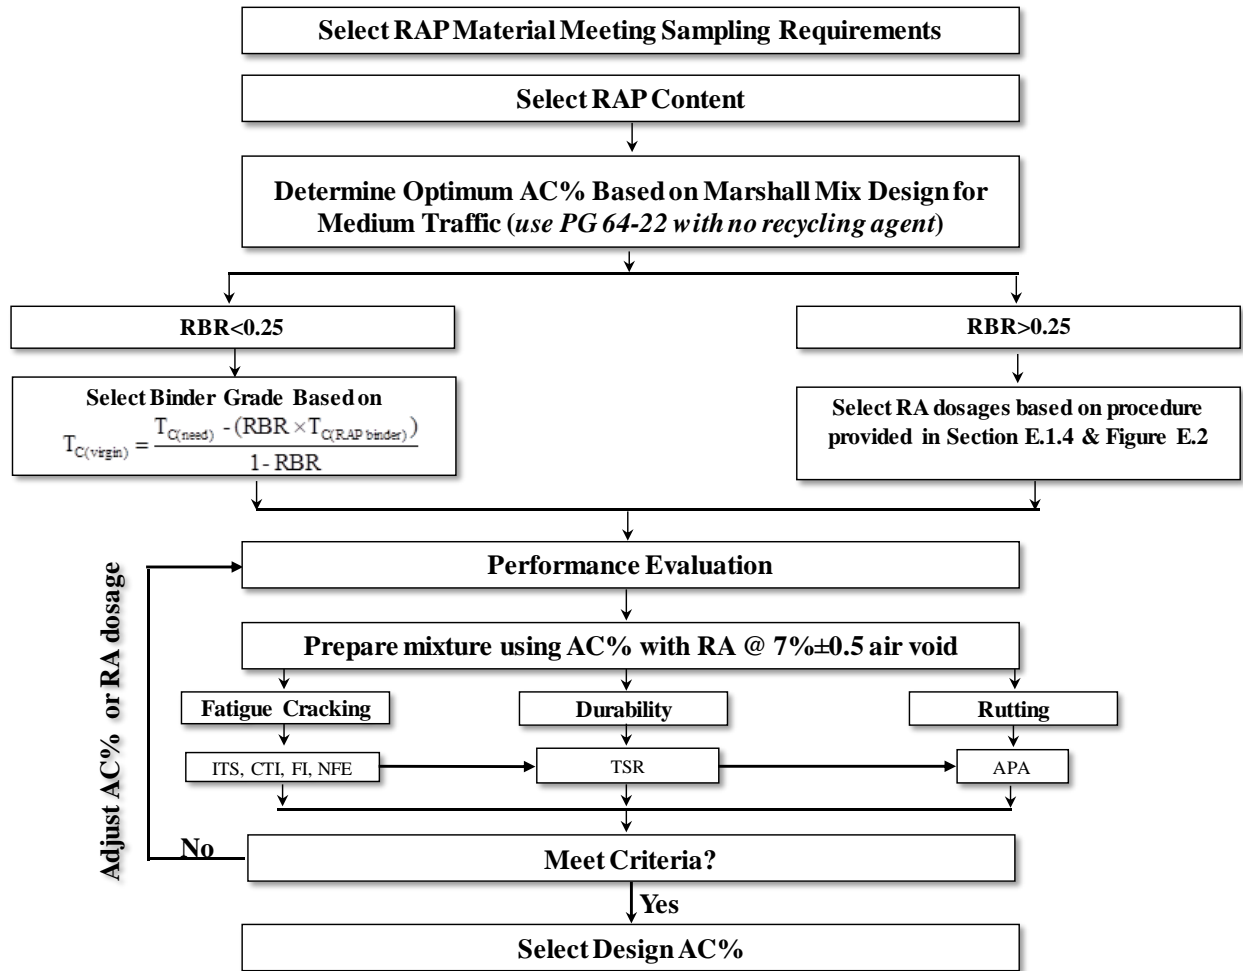 Select RAP Material Meeting Sampling Requirements
Select RAP Content
Determine Optimum AC% Based on Marshall Mix Design for
Medium Traffic (use PG 64-22 with no recycling agent)
RBR<0.25
RBR>0.25
Select Binder Grade Based on
T_C(virgin) = (T_C(need) - (RBR × T_C(RAP binder))) / (1 - RBR)
Select RA dosages based on procedure
provided in Section E.1.4 & Figure E.2
Performance Evaluation
Prepare mixture using AC% with RA @ 7%±0.5 air void
Fatigue Cracking
Durability
Rutting
ITS, CTI, FI, NFE
TSR
APA
Adjust AC% or RA dosage
No
Meet Criteria?
Yes
Select Design AC%